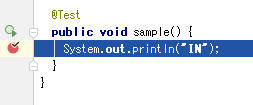 @Test
public void sample() {
System.out.println("IN");
}
}